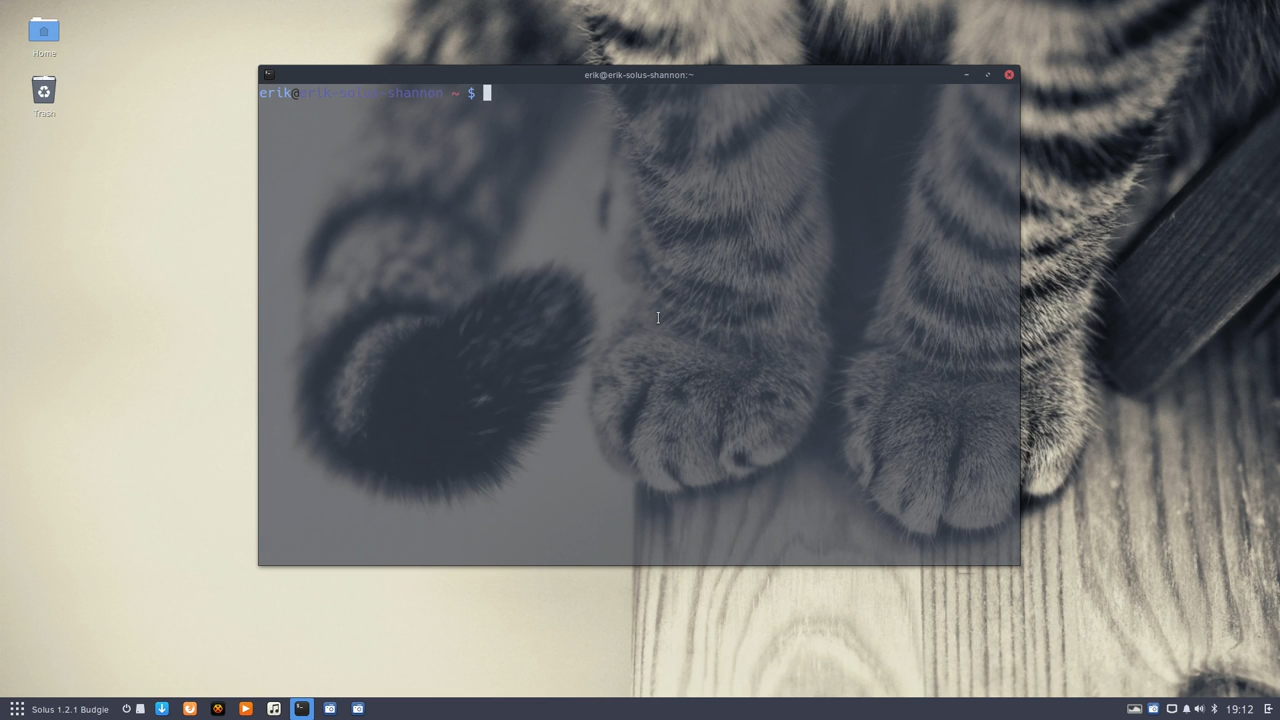 Home
Trash
erik@erik-solus-shannon:~
erik@erik-solus-shannon ~ $
Solus 1.2.1 Budgie
19:12